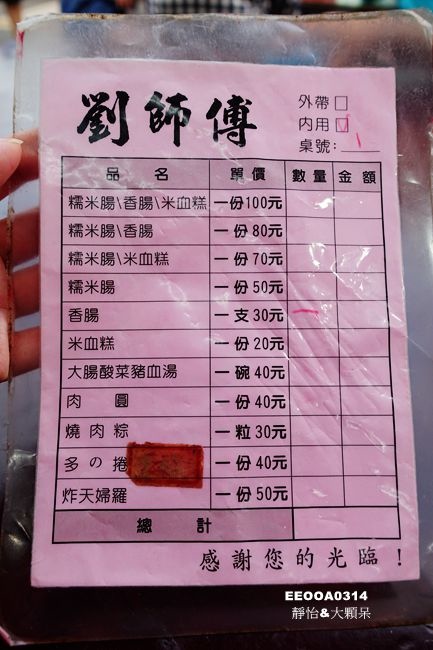 劉師傅
外帶□
內用□
桌號：
品名 單價 數量 金額
糯米腸\香腸\米血糕 一份100元
糯米腸\香腸 一份80元
糯米腸\米血糕 一份70元
糯米腸 一份50元
香腸 一支30元
米血糕 一份20元
大腸酸菜豬血湯 一碗40元
肉圓 一份40元
燒肉粽 一粒30元
多の捲 一份40元
炸天婦羅 一份50元
總計
感謝您的光臨！
EEOOA0314
靜怡&大顆呆